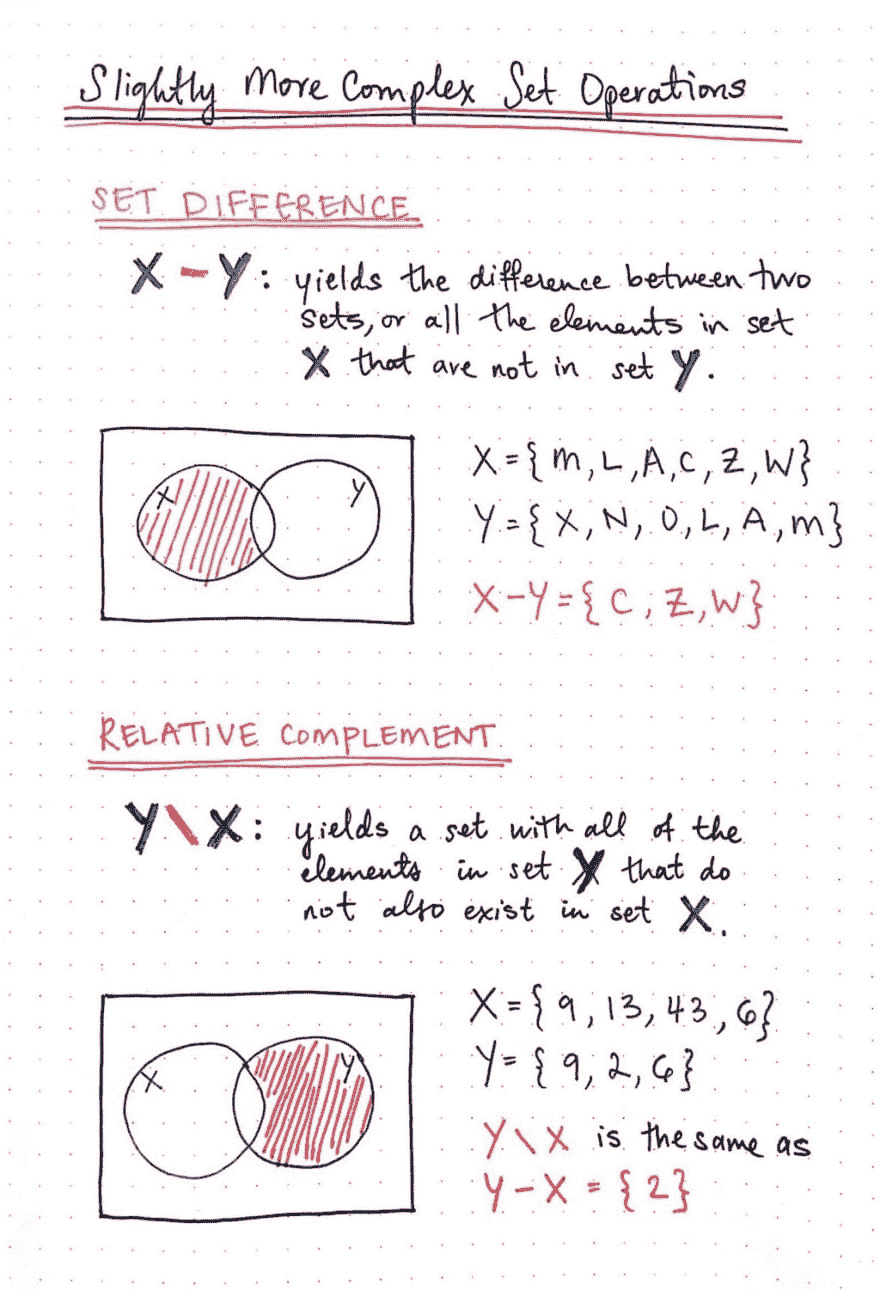 Slightly More Complex Set Operations
SET DIFFERENCE
X - Y: yields the difference between two
sets, or all the elements in set
X that are not in set Y.
X Y
X = { M, L, A, C, Z, W}
Y = { X, N, O, L, A, M}
X-Y = { C, Z, W}
RELATIVE COMPLEMENT
Y \ X: yields a set with all of the
elements in set Y that do
not also exist in set X.
X Y
X = { 9, 13, 43, 6}
Y = { 9, 2, 6}
Y \ X is the same as
Y - X = { 2}